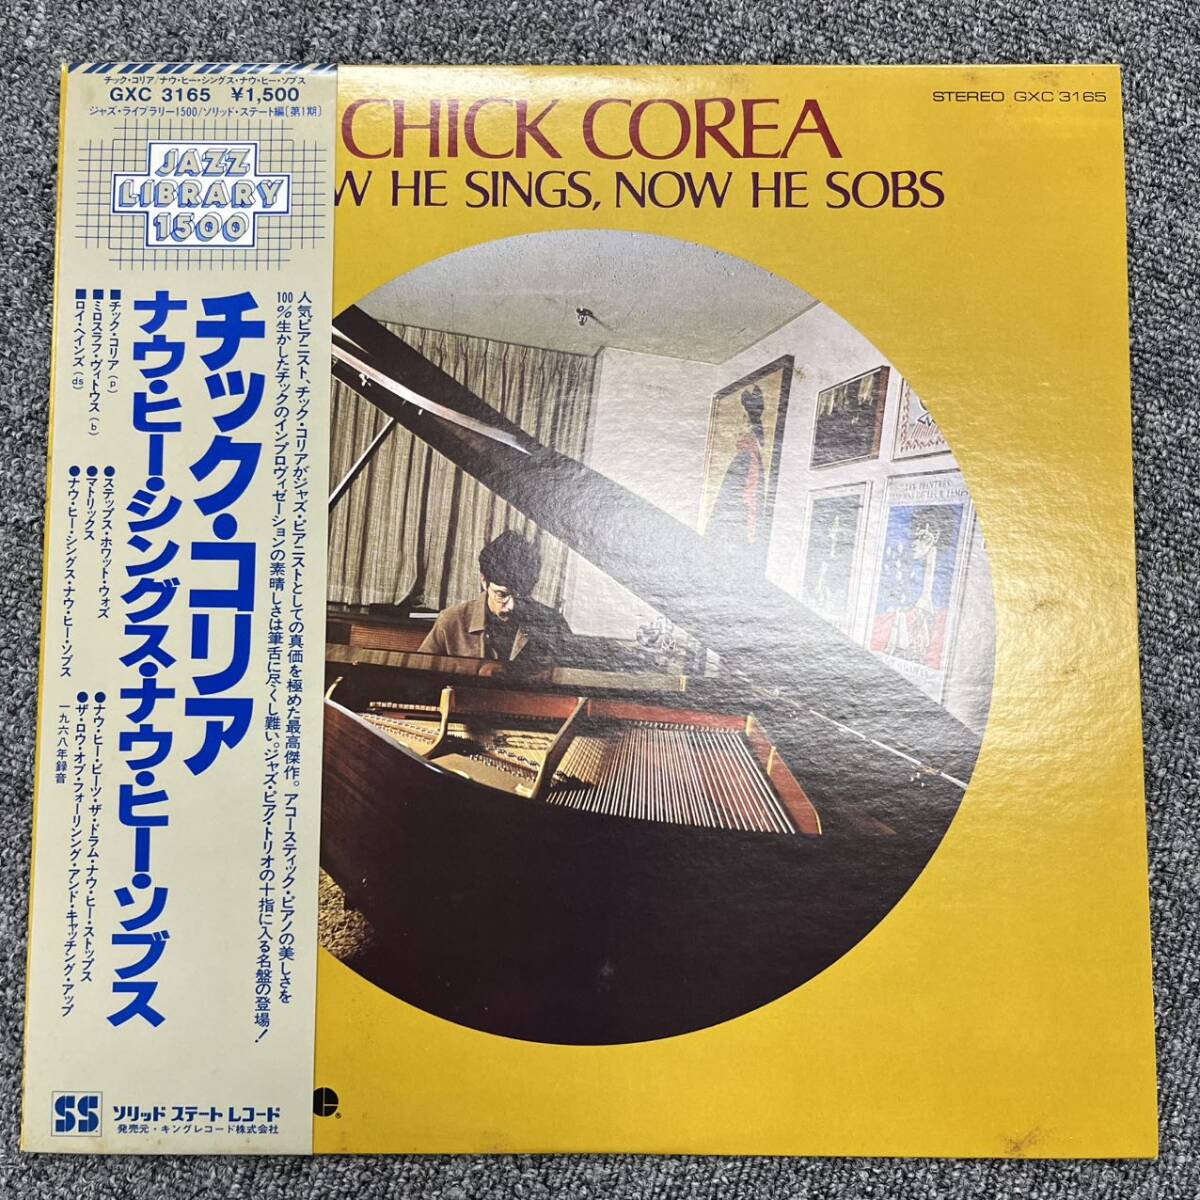 チック・コリア/ナウ・ヒー・シングス・ナウ・ヒー・ソブス
GXC 3165 ¥1,500
ジャズ・ライブラリー1500/ソリッド・ステート編〔第1期〕
JAZZ
LIBRARY
1500
人気ピアニスト、チック・コリアがジャズ・ピアニストとしての真価を極めた最高傑作。アコースティック・ピアノの美しさを
100%生かしたチックのインプロヴィゼーションの素晴しさは筆舌に尽くし難い。ジャズ・ピアノ・トリオの十指に入る名盤の登場!
チック・コリア
ナウ・ヒー・シングス・ナウ・ヒー・ソブス
■チック・コリア(p)
■ミロスラフ・ヴィトウス(b)
■ロイ・ヘインズ(ds)
●ステップス・ホワット・ウォズ
●マトリックス
●ナウ・ヒー・シングス・ナウ・ヒー・ソブス
●ナウ・ヒー・ビーツ・ザ・ドラム・ナウ・ヒー・ストップス
●ザ・ロウ・オブ・フォーリング・アンド・キャッチング・アップ
一九六八年録音
SS ソリッド ステート レコード
発売元・キングレコード株式会社
STEREO GXC 3165
CHICK COREA
W HE SINGS, NOW HE SOBS
LES PEINTRES